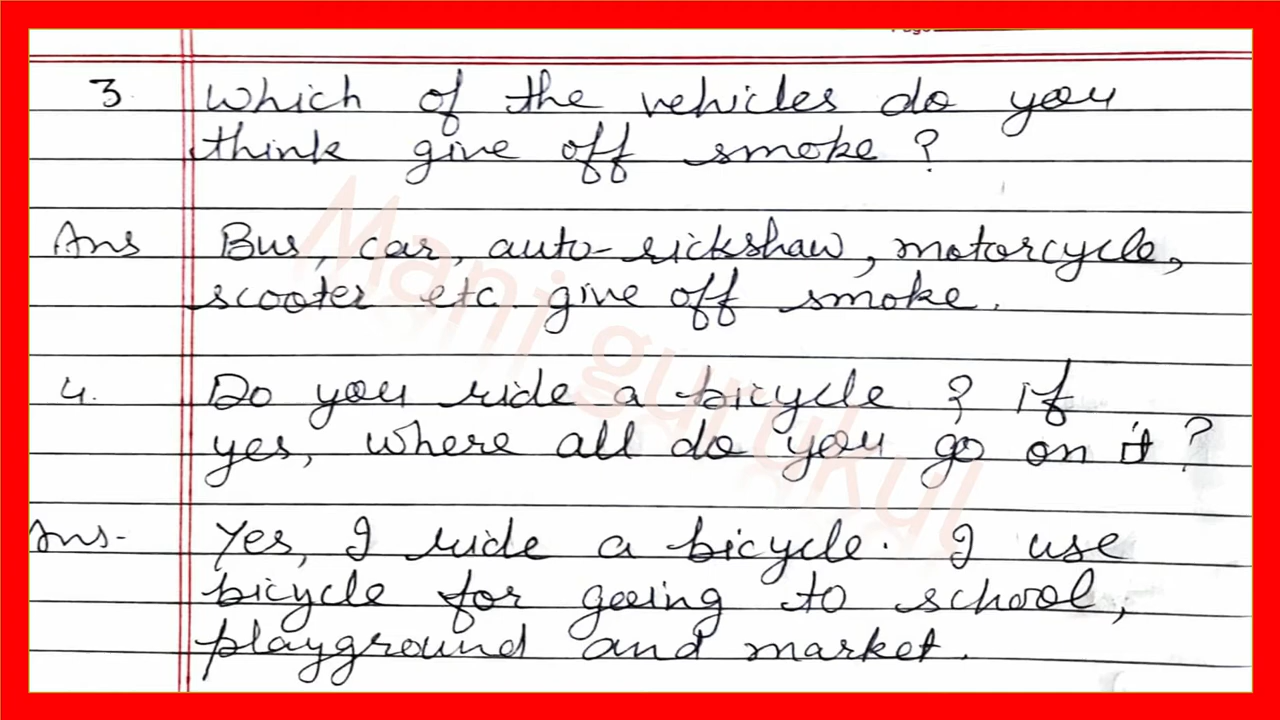 3. Which of the vehicles do you
think give off smoke ?
Ans Bus, car, auto-rickshaw, motorcycle,
scooter etc give off smoke.
4. Do you ride a bicycle ? If
yes, where all do you go on it ?
Ans- Yes, I ride a bicycle. I use
bicycle for going to school,
playground and market.
Mani gurukul